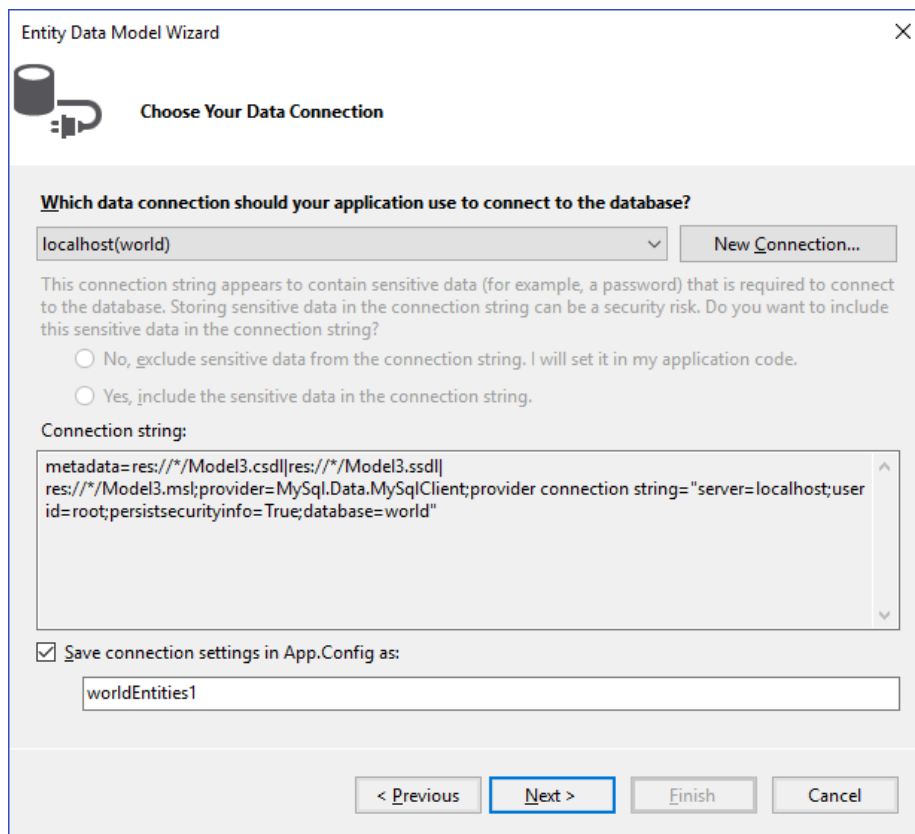 Entity Data Model Wizard
Choose Your Data Connection
Which data connection should your application use to connect to the database?
localhost(world)
New Connection...
This connection string appears to contain sensitive data (for example, a password) that is required to connect
to the database. Storing sensitive data in the connection string can be a security risk. Do you want to include
this sensitive data in the connection string?
No, exclude sensitive data from the connection string. I will set it in my application code.
Yes, include the sensitive data in the connection string.
Connection string:
metadata=res://*/Model3.csdl|res://*/Model3.ssdl|
res://*/Model3.msl;provider=MySql.Data.MySqlClient;provider connection string="server=localhost;user
id=root;persistsecurityinfo=True;database=world"
Save connection settings in App.Config as:
worldEntities1
< Previous
Next >
Finish
Cancel